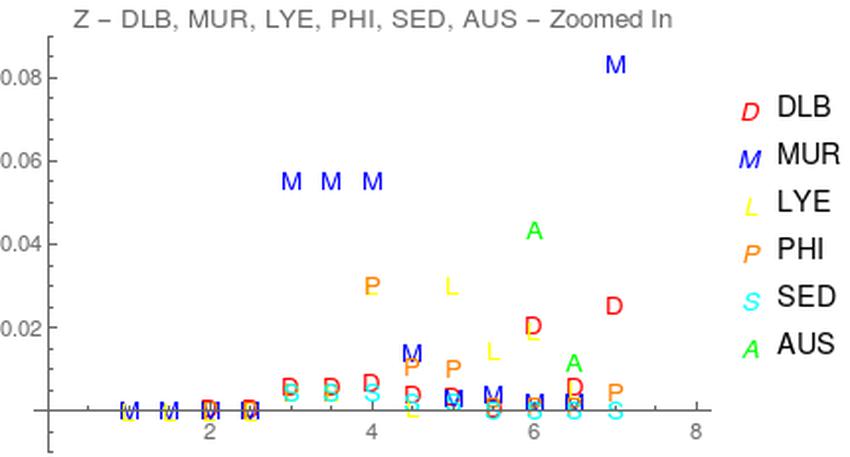 Z – DLB, MUR, LYE, PHI, SED, AUS – Zoomed In
0.08
0.06
0.04
0.02
2 4 6 8
D DLB
M MUR
L LYE
P PHI
S SED
A AUS